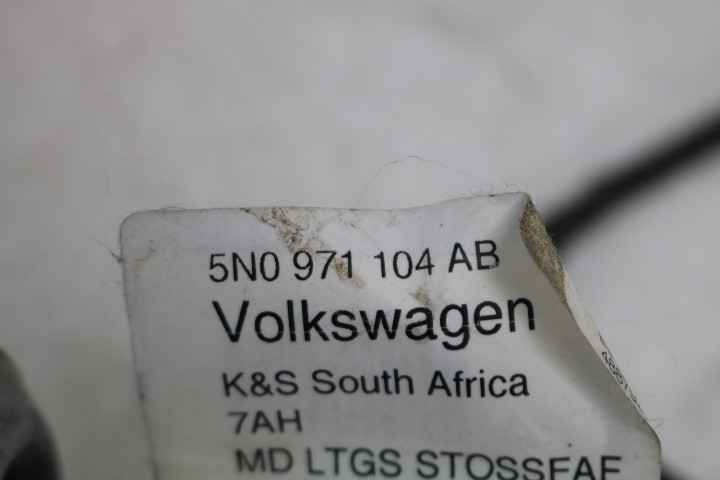 5N0 971 104 AB
Volkswagen
K&S South Africa
7AH
MD LTGS STOSSFAE